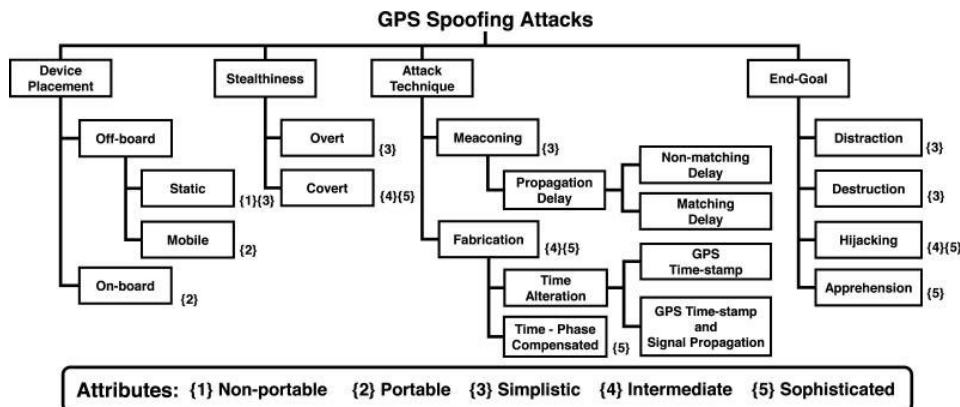 GPS Spoofing Attacks
Device
Placement
Stealthiness
Attack
Technique
End-Goal
Off-board
Static
{1}{3}
Mobile
{2}
On-board
{2}
Overt
{3}
Covert
{4}{5}
Meaconing
{3}
Propagation
Delay
Non-matching
Delay
Matching
Delay
Fabrication
{4}{5}
Time
Alteration
GPS
Time-stamp
GPS Time-stamp
and
Signal Propagation
Time - Phase
Compensated
{5}
Distraction
{3}
Destruction
{3}
Hijacking
{4}{5}
Apprehension
{5}
Attributes: {1} Non-portable {2} Portable {3} Simplistic {4} Intermediate {5} Sophisticated